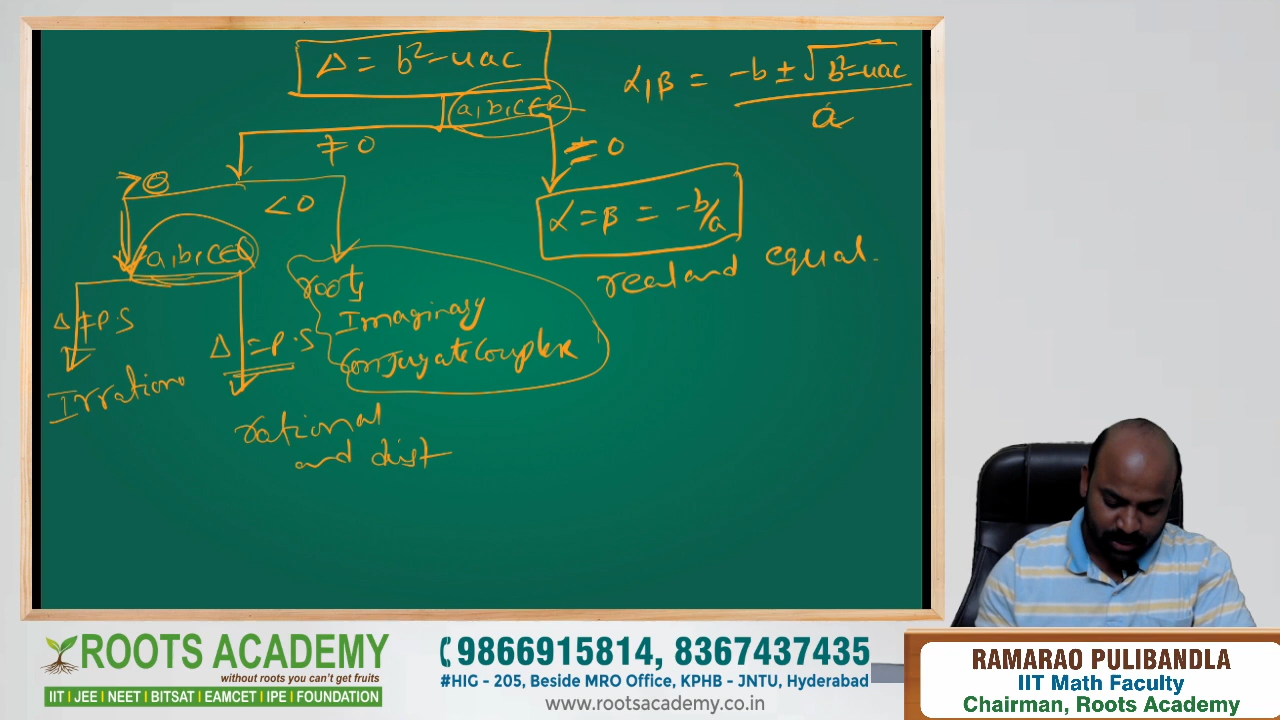 Δ = b²-4ac
α, β = -b ± √b²-4ac
a
a,b,c∈R
≠ 0
= 0
> 0
< 0
α = β = -b/a
real and equal.
a,b,c∈
roots
Imaginary
Conjugate Complex
Δ ≠ P.S
Δ = P.S
Irration
rational
and dist
ROOTS ACADEMY
without roots you can't get fruits
IIT | JEE | NEET | BITSAT | EAMCET | IPE | FOUNDATION
9866915814, 8367437435
#HIG - 205, Beside MRO Office, KPHB - JNTU, Hyderabad
www.rootsacademy.co.in
RAMARAO PULIBANDLA
IIT Math Faculty
Chairman, Roots Academy